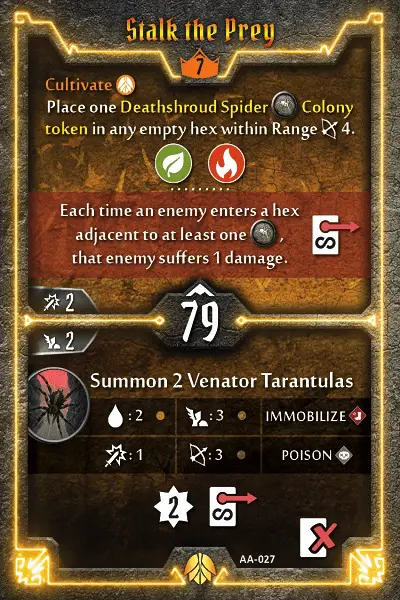 Stalk the Prey
7
Cultivate
Place one Deathshroud Spider Colony
token in any empty hex within Range 4.
Each time an enemy enters a hex
adjacent to at least one ,
that enemy suffers 1 damage.
2
79
2
Summon 2 Venator Tarantulas
: 2 : 3 IMMOBILIZE
: 1 : 3 POISON
2
AA-027